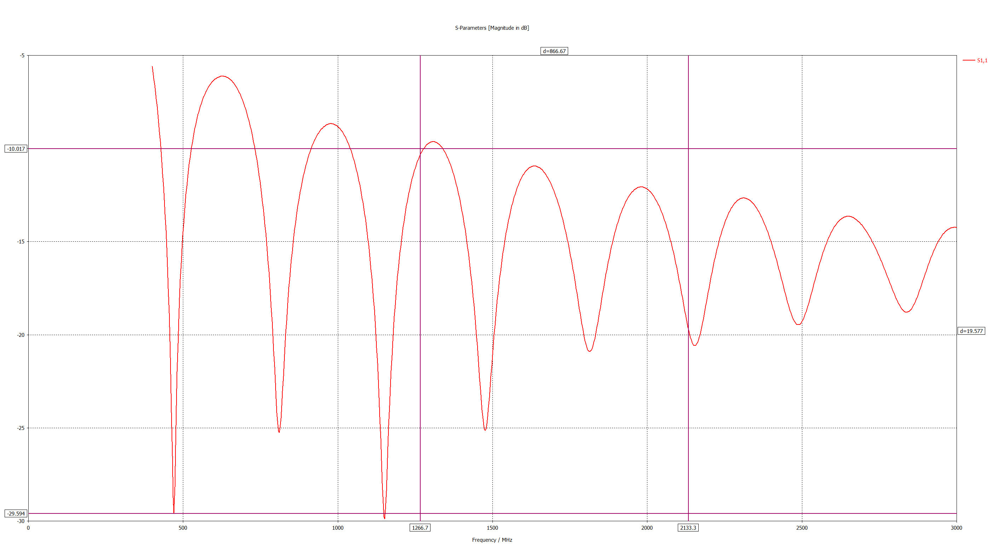 S-Parameters [Magnitude in dB]
d=866.67
-5
S1,1
-10.017
-15
-20
d=19.577
-25
-29.594
-30
0 500 1000 1266.7 1500 2000 2133.3 2500 3000
Frequency / MHz